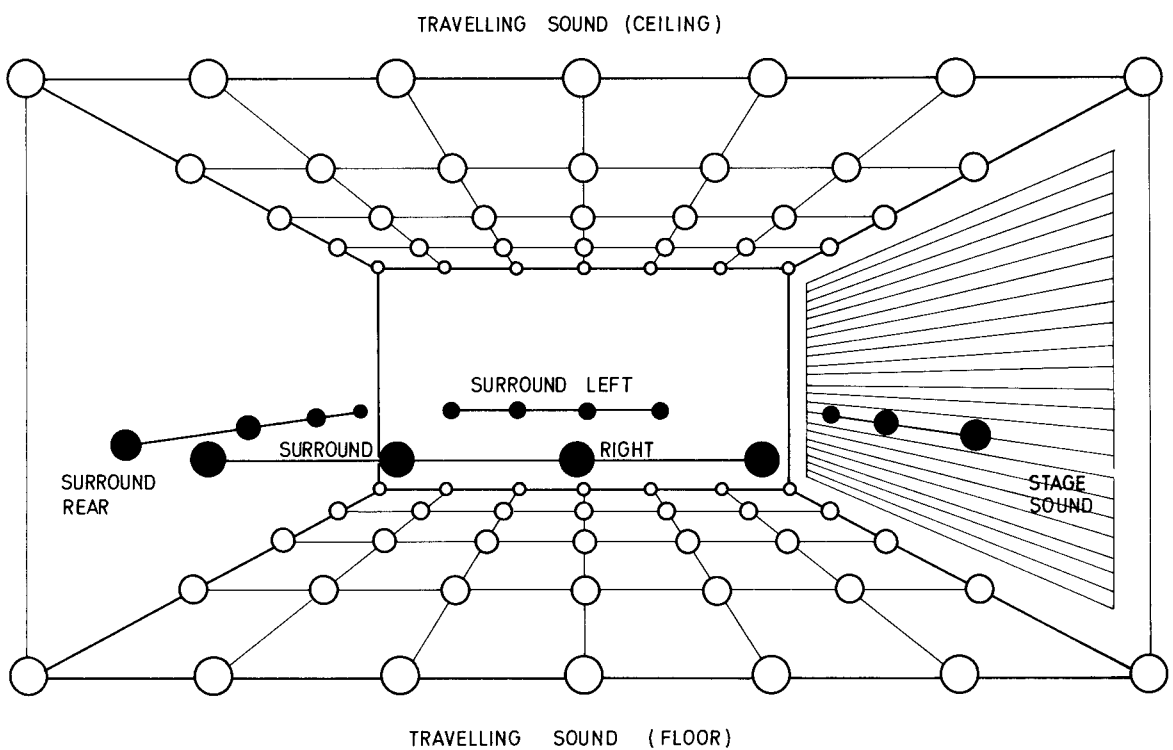 TRAVELLING SOUND (CEILING)
SURROUND LEFT
SURROUND RIGHT
SURROUND
REAR
STAGE
SOUND
TRAVELLING SOUND (FLOOR)